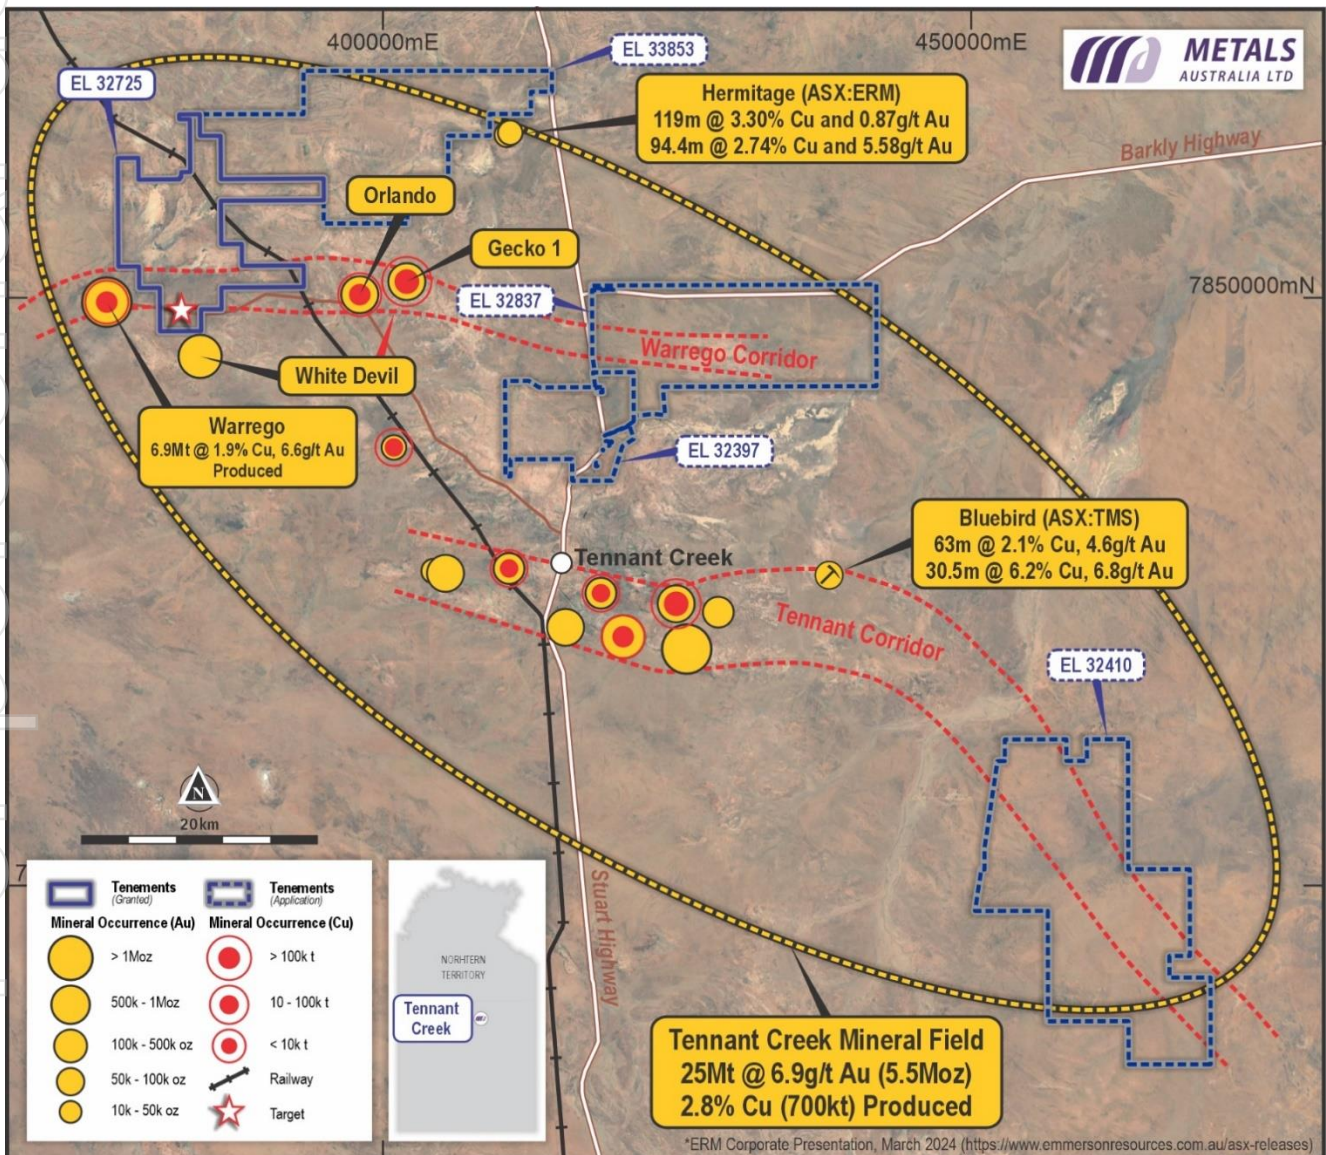 400000mE
450000mE
EL 33853
METALS
AUSTRALIA LTD
EL 32725
Hermitage (ASX:ERM)
119m @ 3.30% Cu and 0.87g/t Au
94.4m @ 2.74% Cu and 5.58g/t Au
Barkly Highway
Orlando
Gecko 1
7850000mN
EL 32837
Warrego Corridor
White Devil
Warrego
6.9Mt @ 1.9% Cu, 6.6g/t Au
Produced
EL 32397
Bluebird (ASX:TMS)
63m @ 2.1% Cu, 4.6g/t Au
30.5m @ 6.2% Cu, 6.8g/t Au
Tennant Creek
Tennant Corridor
EL 32410
N
20km
7
Stuart Highway
Tenements
(Granted)
Tenements
(Application)
Mineral Occurrence (Au)
Mineral Occurrence (Cu)
> 1Moz
> 100k t
500k - 1Moz
10 - 100k t
100k - 500k oz
< 10k t
50k - 100k oz
Railway
10k - 50k oz
Target
NORHTERN
TERRITORY
Tennant
Creek
Tennant Creek Mineral Field
25Mt @ 6.9g/t Au (5.5Moz)
2.8% Cu (700kt) Produced
*ERM Corporate Presentation, March 2024 (https://www.emmersonresources.com.au/asx-releases)